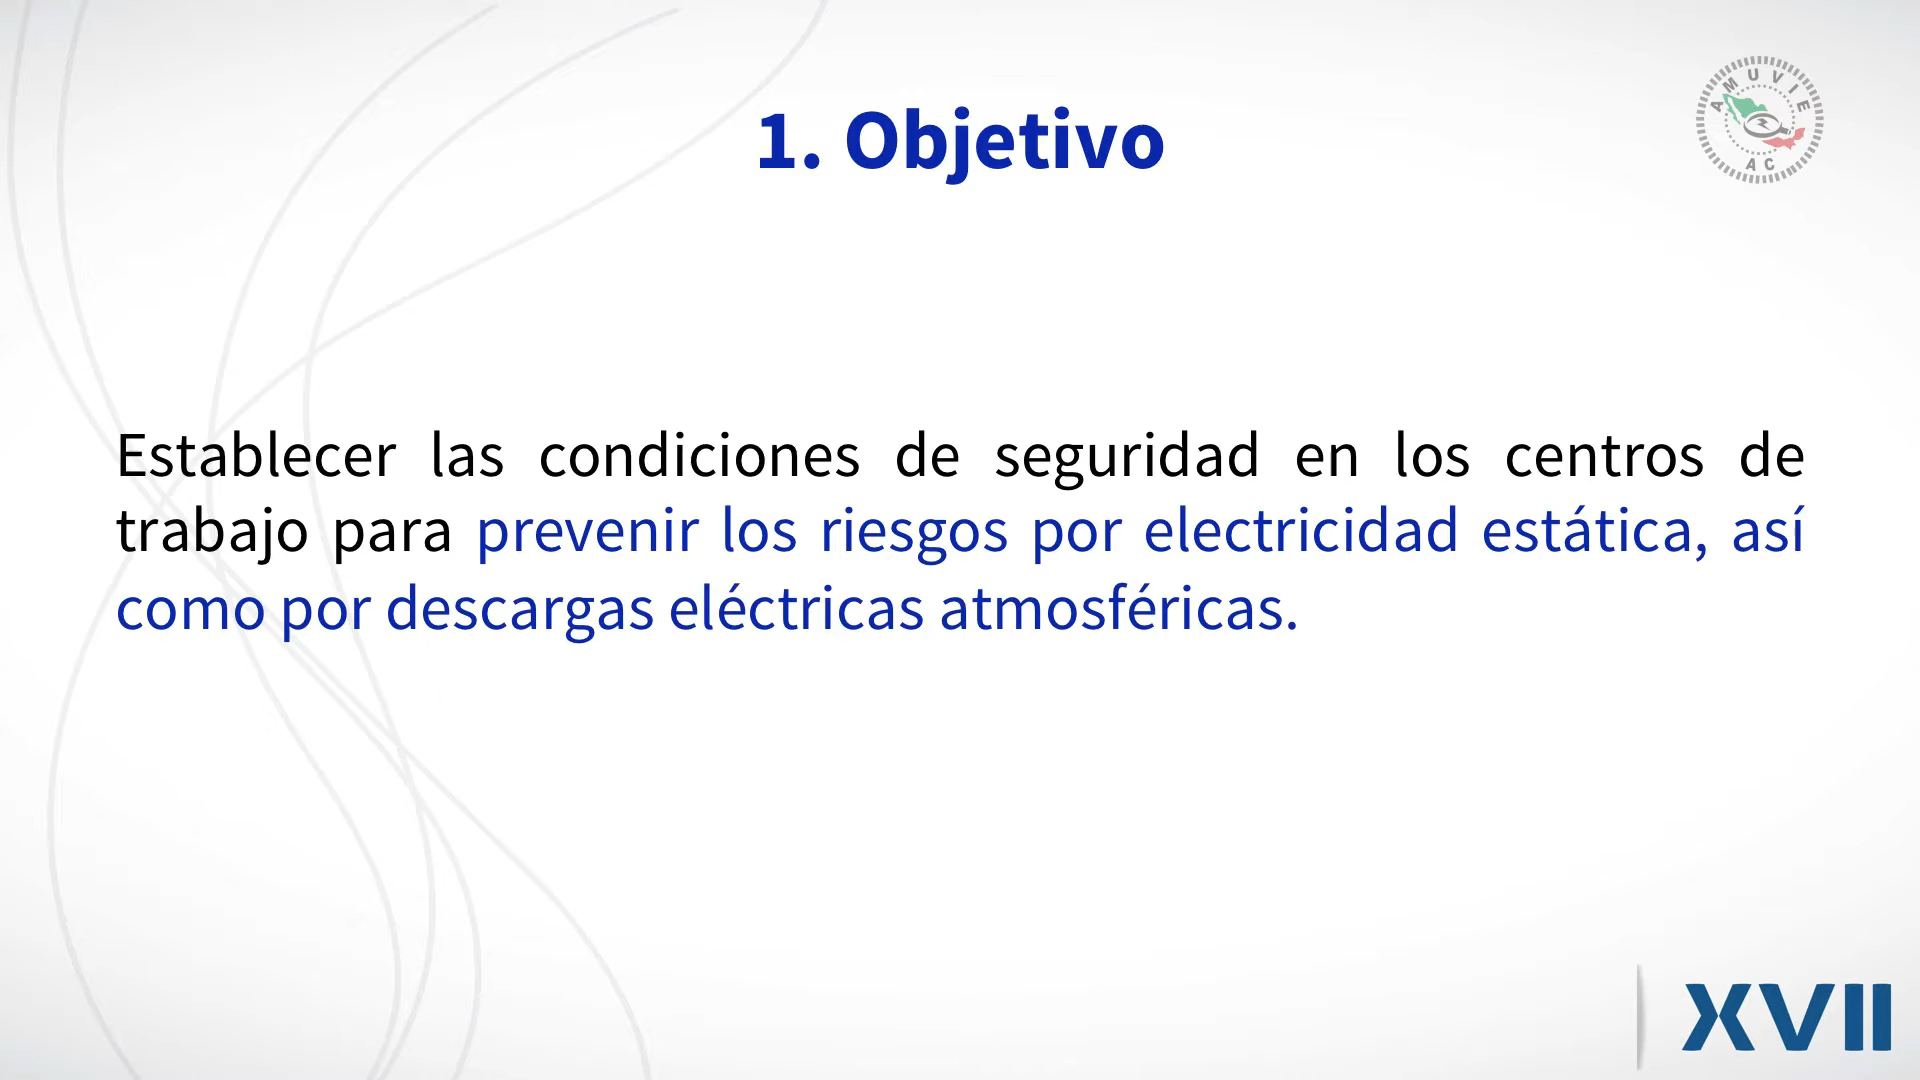 1. Objetivo
AMUVIE
AC
Establecer las condiciones de seguridad en los centros de
trabajo para prevenir los riesgos por electricidad estática, así
como por descargas eléctricas atmosféricas.
XVII